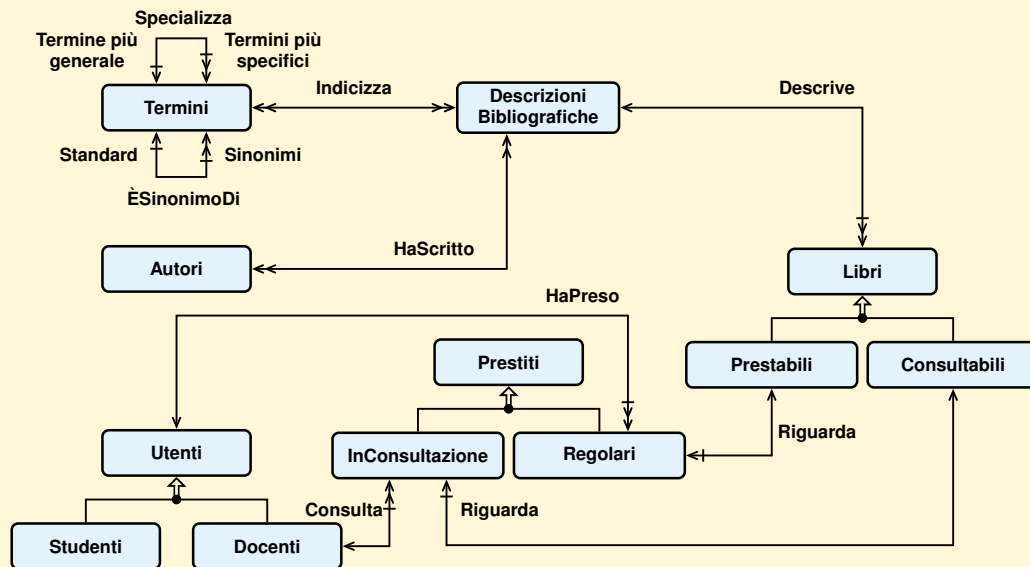 Specializza
Termine più
generale
Termini più
specifici
Termini
Indicizza
Descrizioni
Bibliografiche
Descrive
Standard
Sinonimi
ÈSinonimoDi
Autori
HaScritto
Libri
HaPreso
Prestiti
Prestabili
Consultabili
Utenti
InConsultazione
Regolari
Riguarda
Consulta
Riguarda
Studenti
Docenti